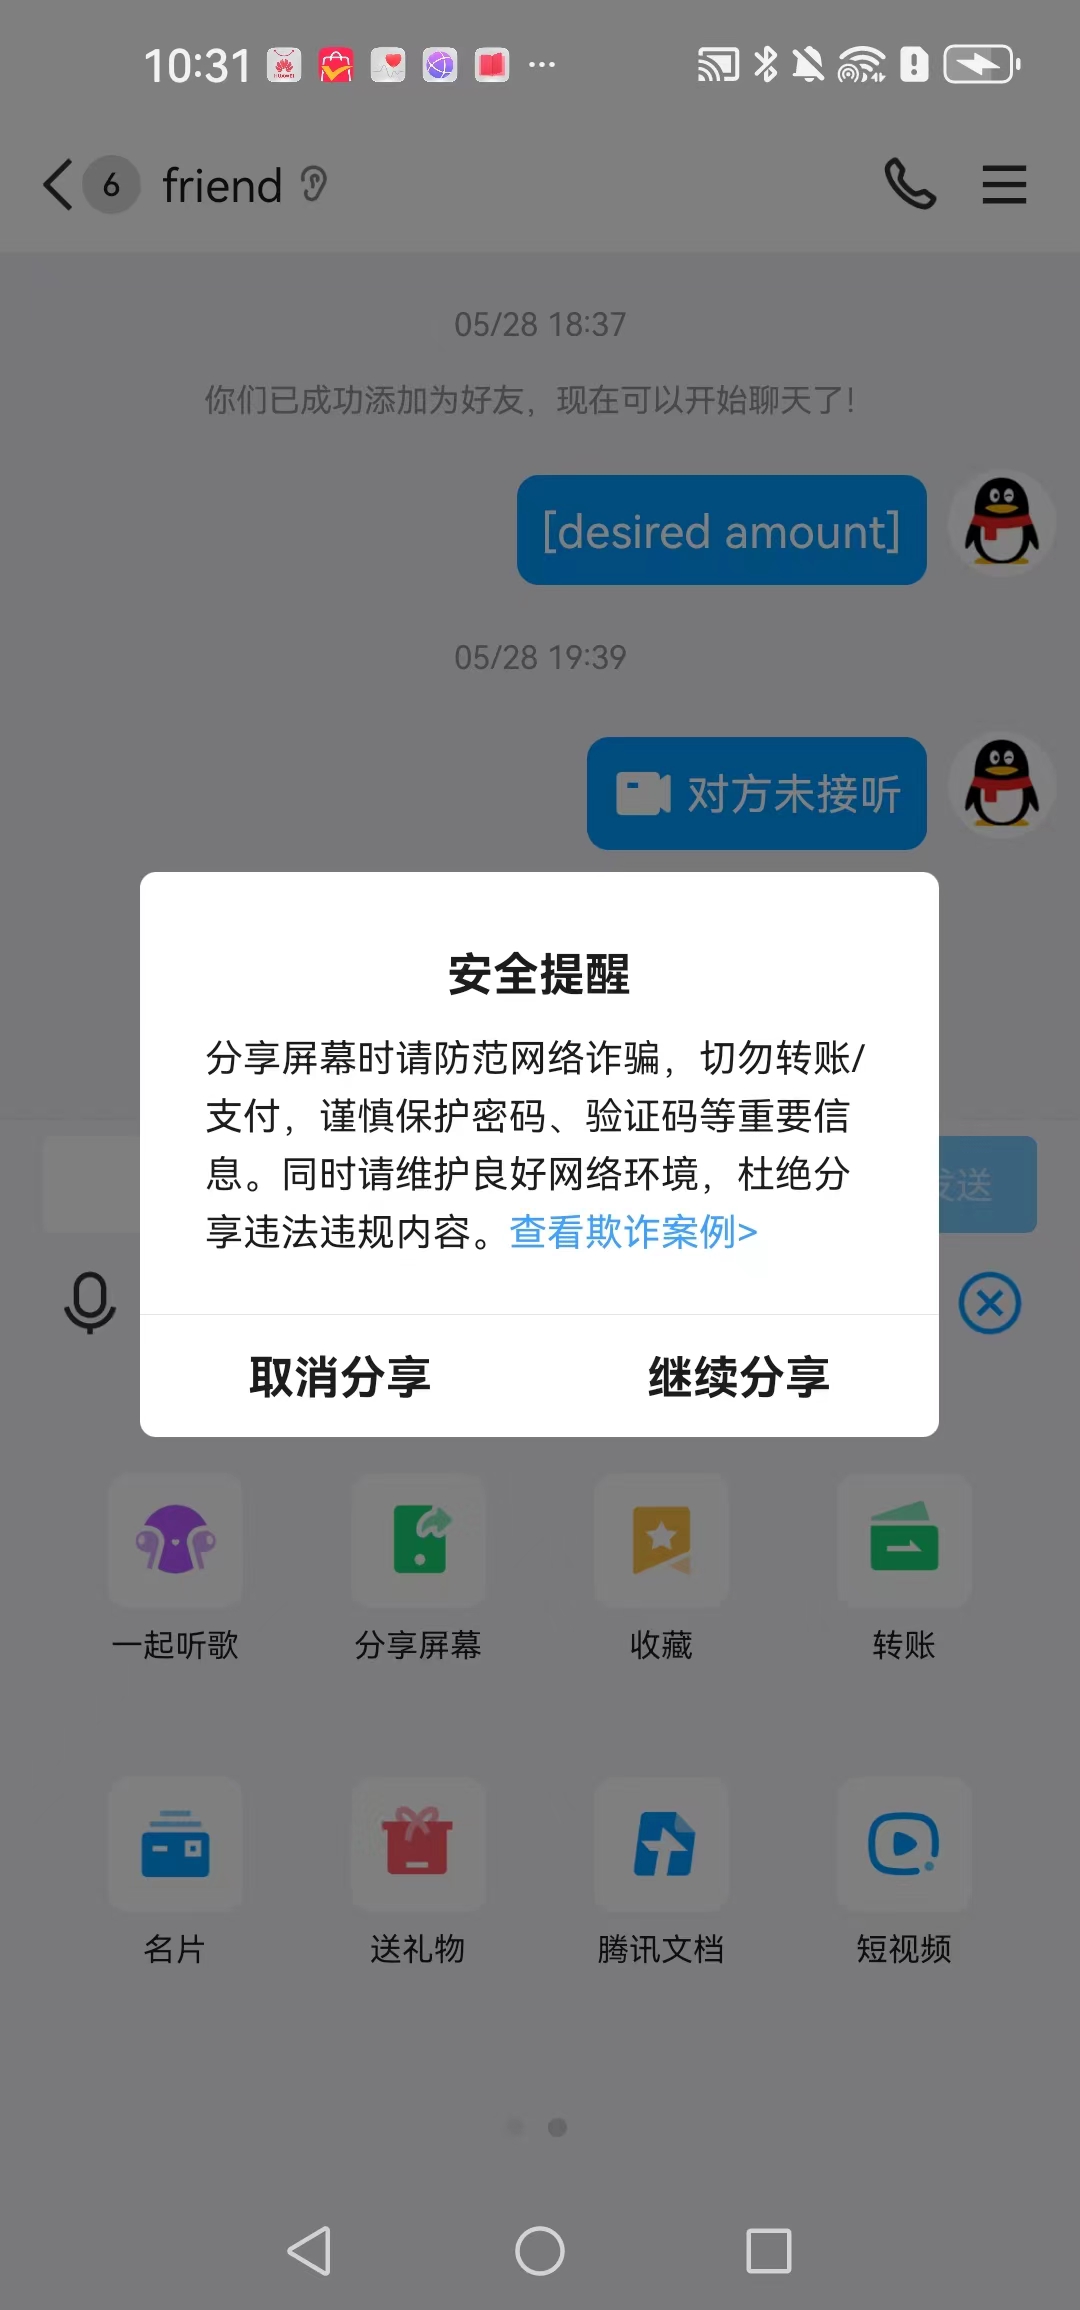 10:31
6 friend
05/28 18:37
你们已成功添加为好友，现在可以开始聊天了！
[desired amount]
05/28 19:39
对方未接听
安全提醒
分享屏幕时请防范网络诈骗，切勿转账/
支付，谨慎保护密码、验证码等重要信
息。同时请维护良好网络环境，杜绝分
享违法违规内容。查看欺诈案例>
发送
取消分享 继续分享
一起听歌 分享屏幕 收藏 转账
名片 送礼物 腾讯文档 短视频